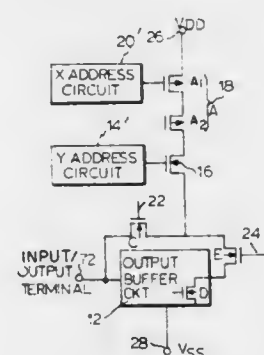 20'
26
VDD
X ADDRESS
CIRCUIT
A1
18
A
A2
14'
Y ADDRESS
CIRCUIT
16
22
C
E
24
INPUT/
OUTPUT
TERMINAL
72
OUTPUT
BUFFER
CKT
D
12
28
VSS